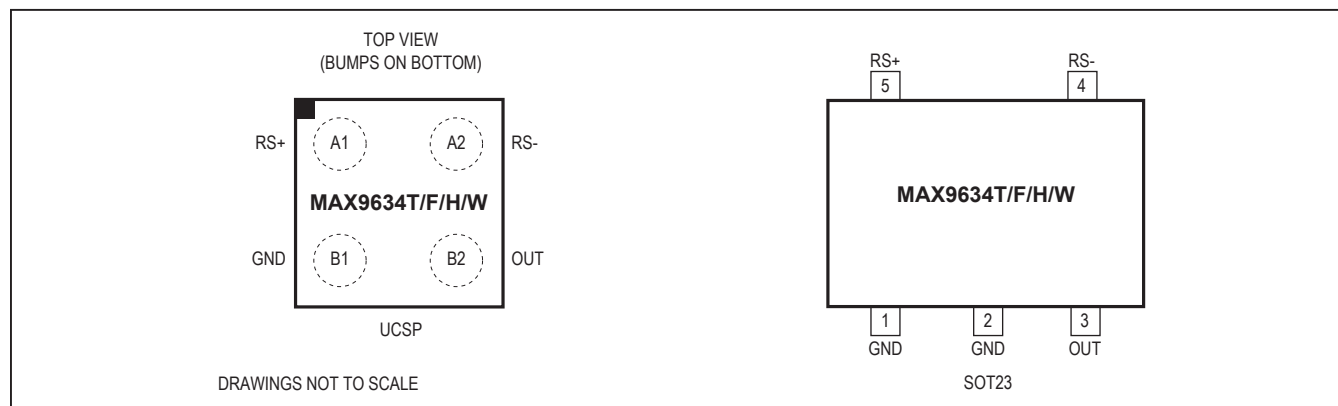 TOP VIEW
(BUMPS ON BOTTOM)
RS+ A1 A2 RS-
MAX9634T/F/H/W
GND B1 B2 OUT
UCSP
DRAWINGS NOT TO SCALE
RS+ RS-
5 4
MAX9634T/F/H/W
1 2 3
GND GND OUT
SOT23